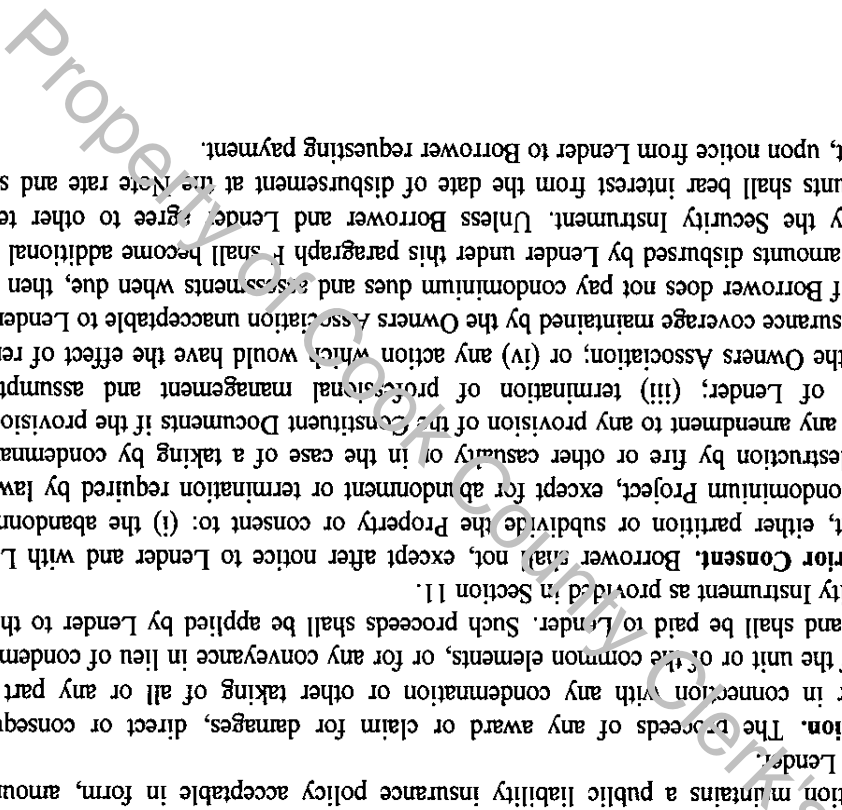 tion maintains a public liability insurance policy acceptable in form, amoun
Lender.
ion. The proceeds of any award or claim for damages, direct or conseque
r in connection with any condemnation or other taking of all or any part
f the unit or of the common elements, or for any conveyance in lieu of condem
and shall be paid to Lender. Such proceeds shall be applied by Lender to th
ity Instrument as provided in Section 11.
rior Consent. Borrower shall not, except after notice to Lender and with L
t, either partition or subdivide the Property or consent to: (i) the abandonm
ondominium Project, except for abandonment or termination required by law
estruction by fire or other casualty or in the case of a taking by condemna
any amendment to any provision of the Constituent Documents if the provisio
of Lender; (iii) termination of professional management and assumpt
the Owners Association; or (iv) any action which would have the effect of ren
surance coverage maintained by the Owners Association unacceptable to Lender
f Borrower does not pay condominium dues and assessments when due, then
amounts disbursed by Lender under this paragraph F shall become additional
y the Security Instrument. Unless Borrower and Lender agree to other te
unts shall bear interest from the date of disbursement at the Note rate and s
t, upon notice from Lender to Borrower requesting payment.
Property of Cook County Clerk's